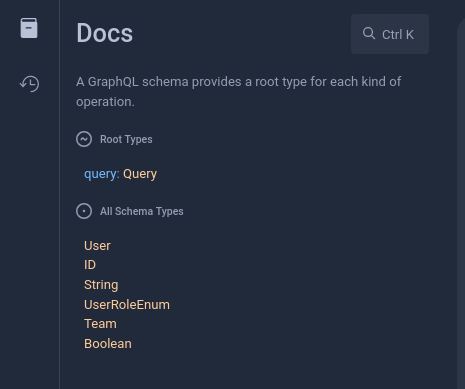 Docs
Ctrl K
A GraphQL schema provides a root type for each kind of
operation.
Root Types
query: Query
All Schema Types
User
ID
String
UserRoleEnum
Team
Boolean